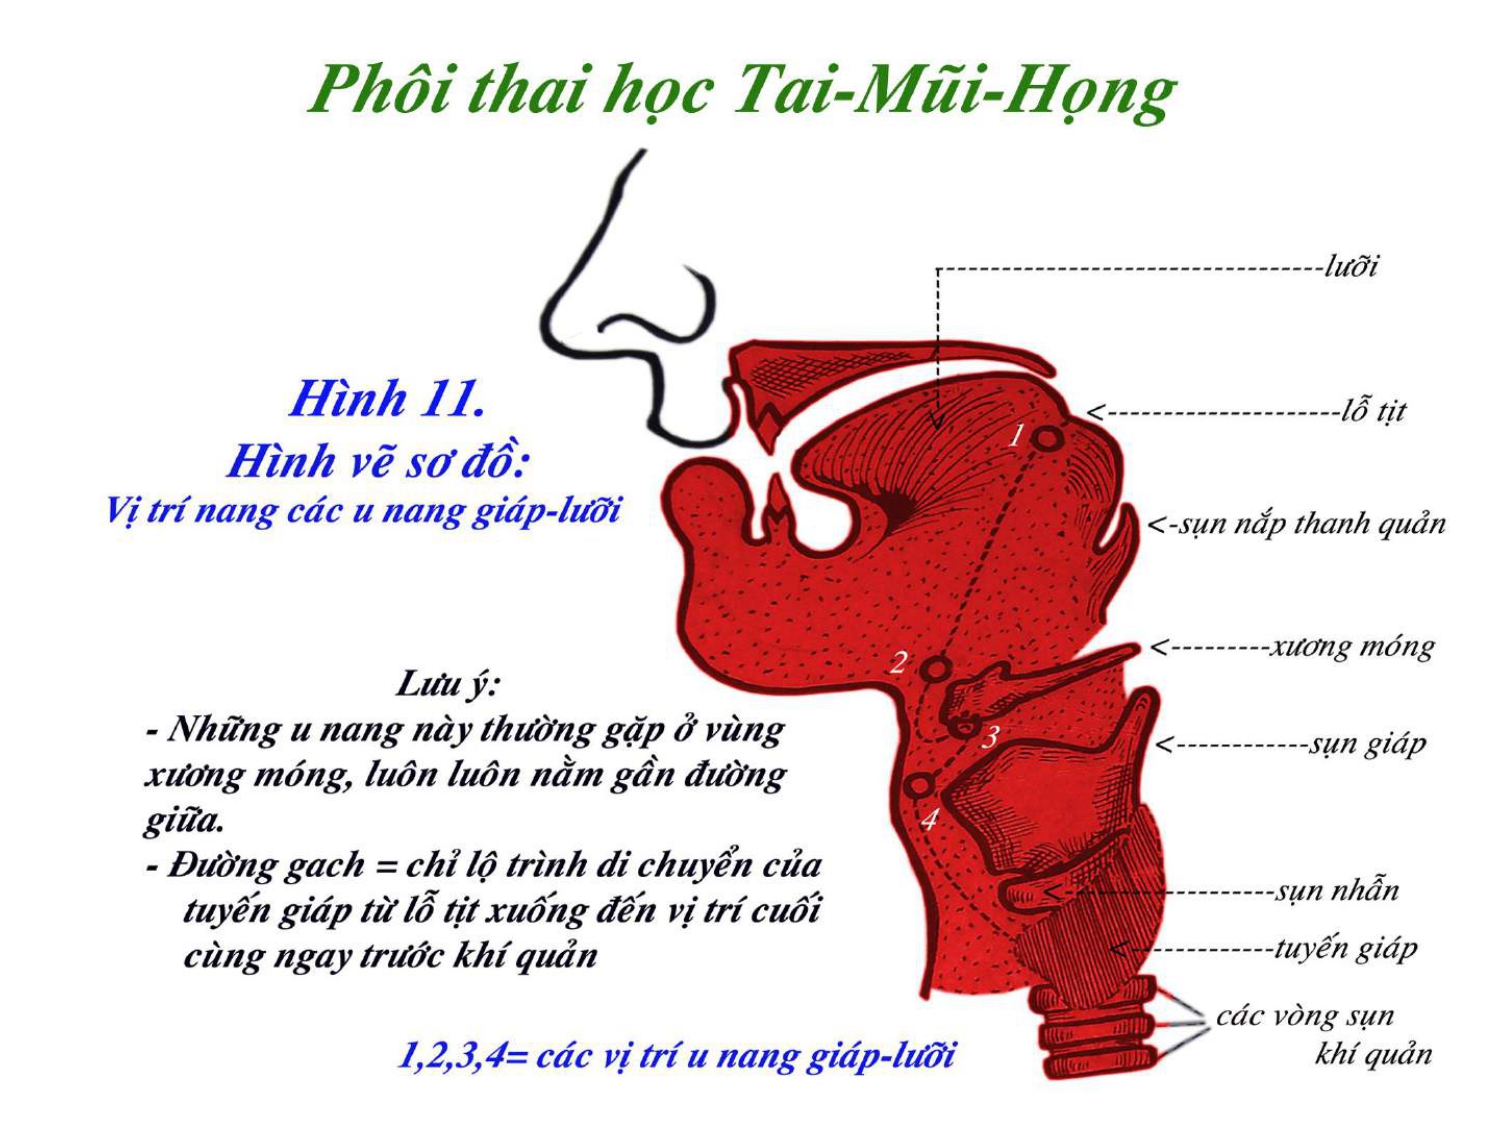 Phôi thai học Tai-Mũi-Họng
lưỡi
Hình 11.
Hình vẽ sơ đồ:
Vị trí nang các u nang giáp-lưỡi
lỗ tịt
1
sụn nắp thanh quản
xương móng
2
3
sụn giáp
4
Lưu ý:
- Những u nang này thường gặp ở vùng
xương móng, luôn luôn nằm gần đường
giữa.
- Đường gach = chỉ lộ trình di chuyển của
tuyến giáp từ lỗ tịt xuống đến vị trí cuối
cùng ngay trước khí quản
sụn nhẫn
tuyến giáp
các vòng sụn
khí quản
1,2,3,4= các vị trí u nang giáp-lưỡi